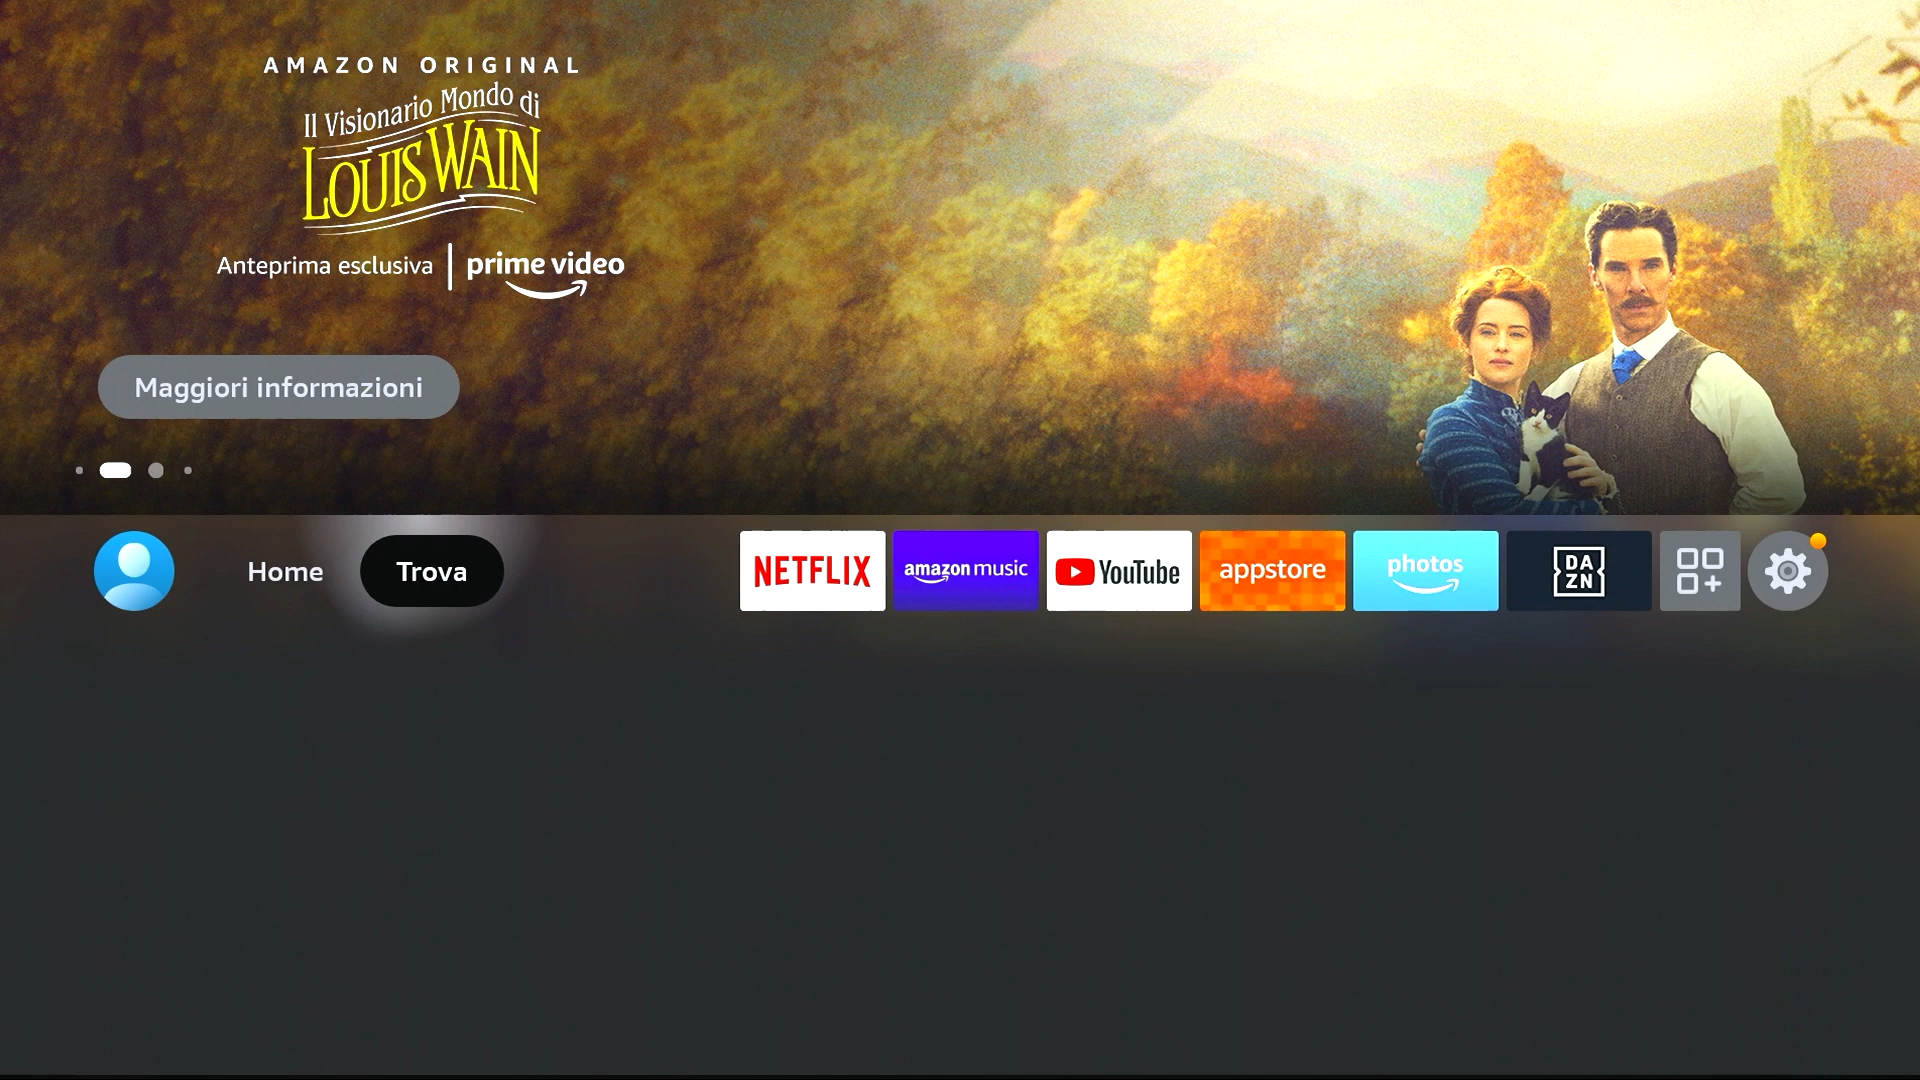 AMAZON ORIGINAL
Il Visionario Mondo di
LOUIS WAIN
Anteprima esclusiva | prime video
Maggiori informazioni
Home
Trova
NETFLIX
amazon music
YouTube
appstore
photos
DA
ZN